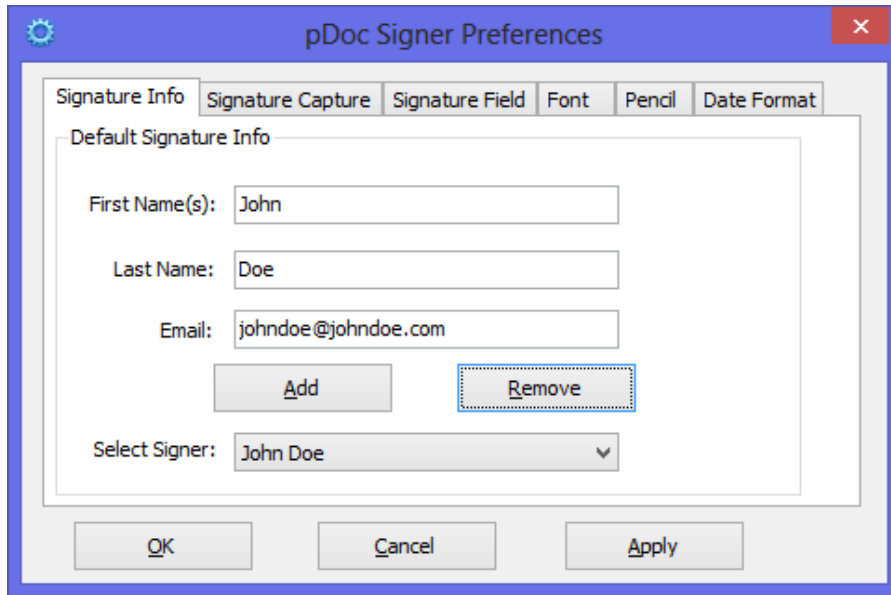 pDoc Signer Preferences
Signature Info Signature Capture Signature Field Font Pencil Date Format
Default Signature Info
First Name(s): John
Last Name: Doe
Email: johndoe@johndoe.com
Add Remove
Select Signer: John Doe
OK Cancel Apply